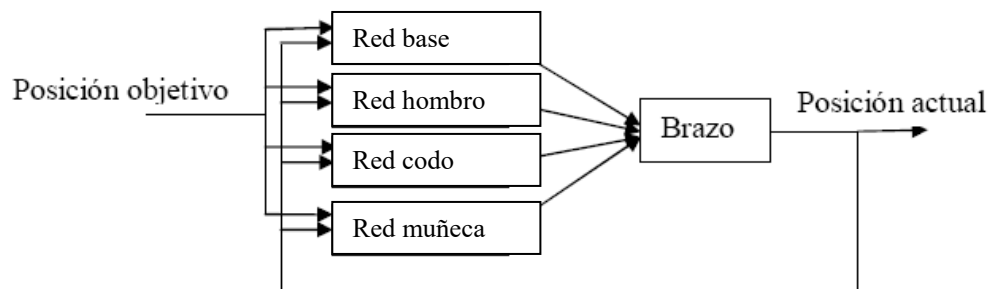 Red base
Posición objetivo
Red hombro
Posición actual
Brazo
Red codo
Red muñeca